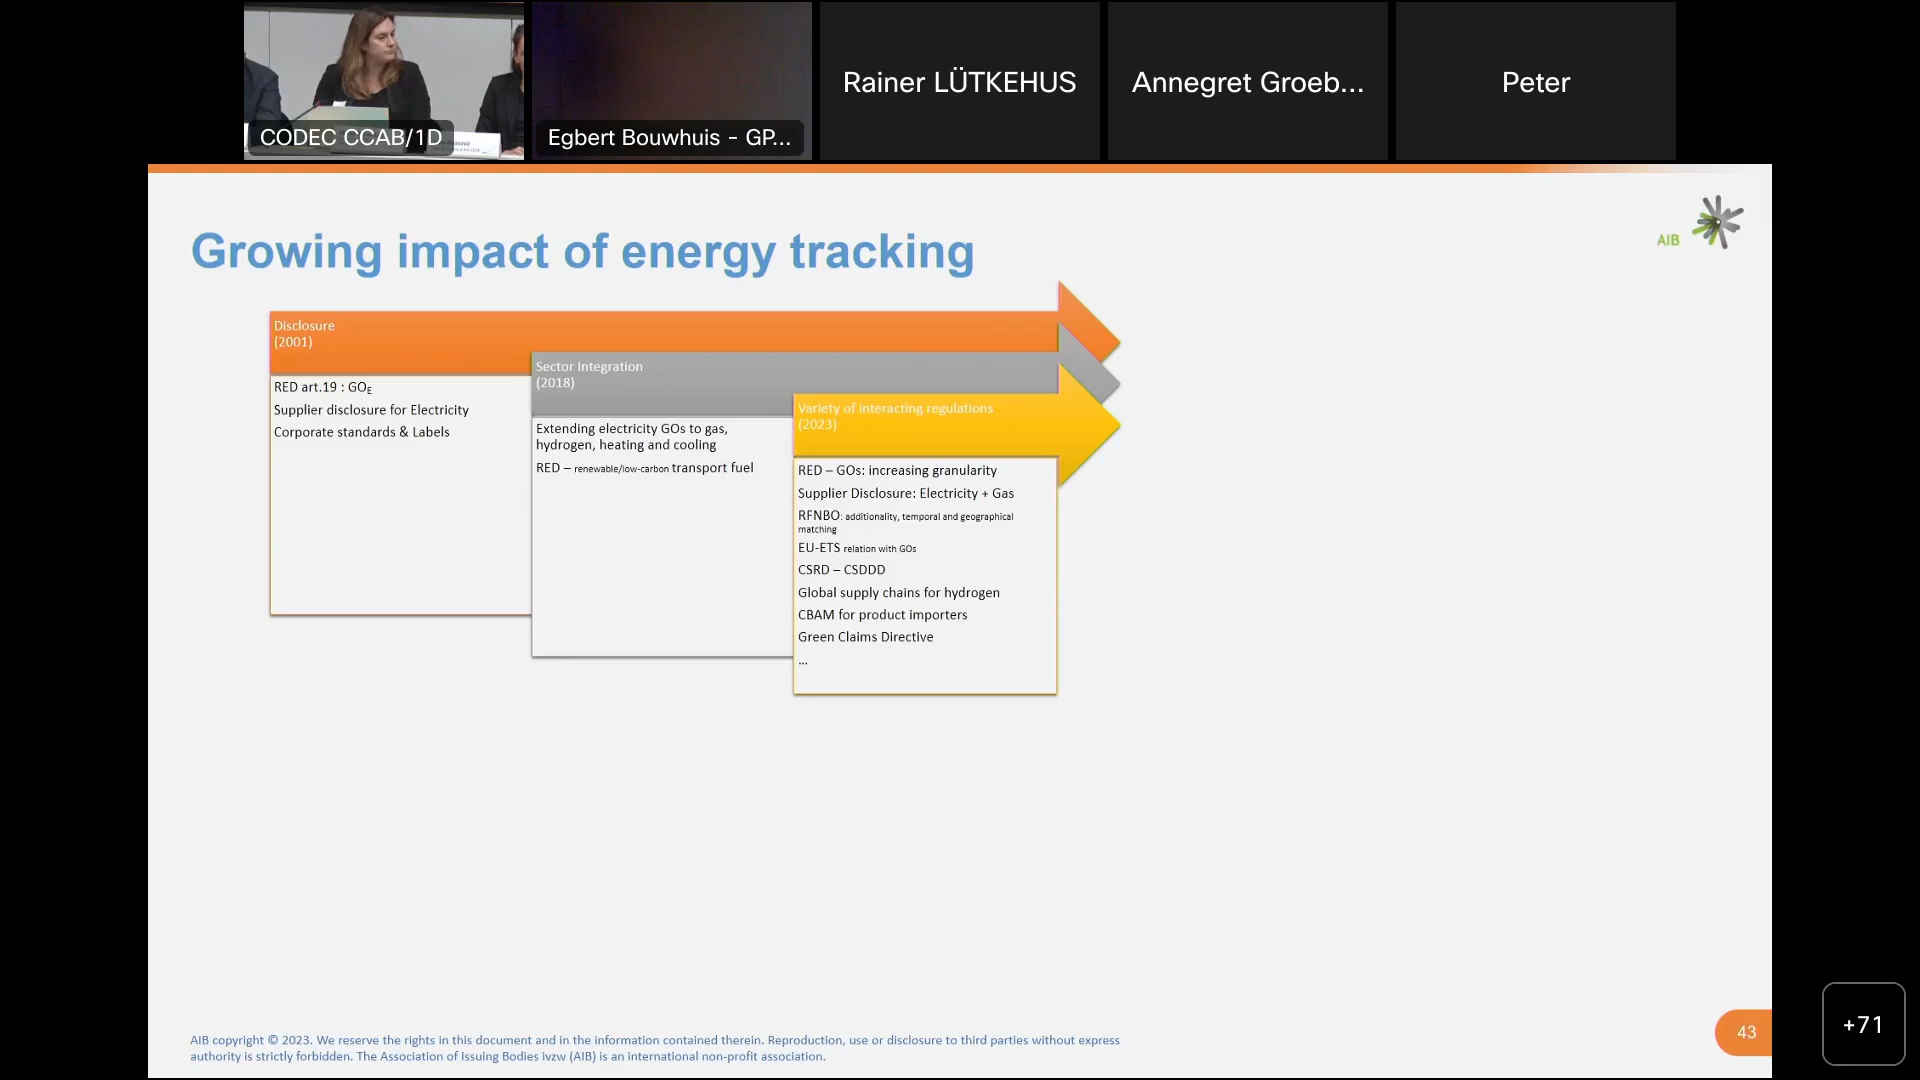 CODEC CCAB/1D
Egbert Bouwhuis - GP...
Rainer LÜTKEHUS
Annegret Groeb...
Peter
Growing impact of energy tracking
AIB
Disclosure
(2001)
RED art.19 : GOE
Supplier disclosure for Electricity
Corporate standards & Labels
Sector Integration
(2018)
Extending electricity GOs to gas,
hydrogen, heating and cooling
RED – renewable/low-carbon transport fuel
Variety of interacting regulations
(2023)
RED – GOs: increasing granularity
Supplier Disclosure: Electricity + Gas
RFNBO: additionality, temporal and geographical
matching
EU-ETS relation with GOs
CSRD – CSDDD
Global supply chains for hydrogen
CBAM for product importers
Green Claims Directive
...
AIB copyright © 2023. We reserve the rights in this document and in the information contained therein. Reproduction, use or disclosure to third parties without express
authority is strictly forbidden. The Association of Issuing Bodies ivzw (AIB) is an international non-profit association.
43
+71